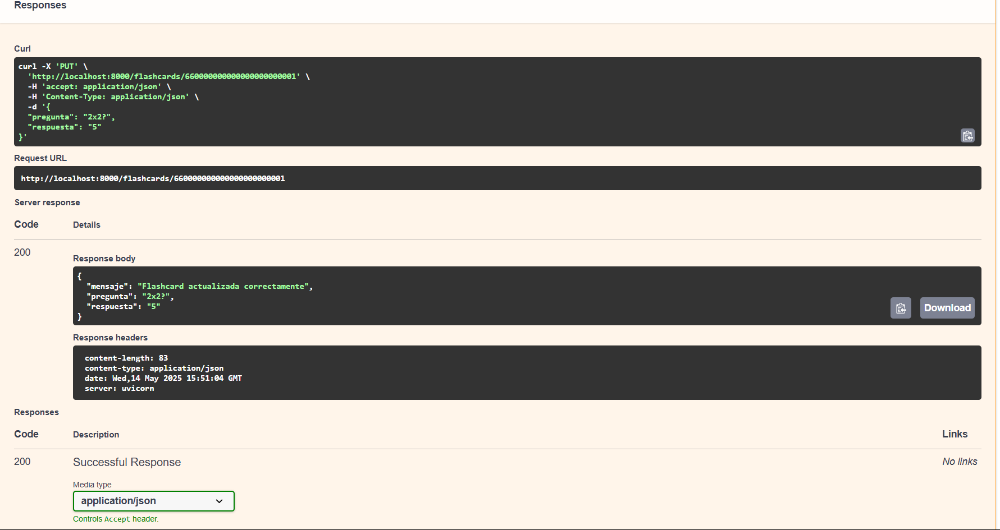 Responses
Curl
curl -X 'PUT' \
'http://localhost:8000/flashcards/660000000000000000000001' \
-H 'accept: application/json' \
-H 'Content-Type: application/json' \
-d '{
"pregunta": "2x2?",
"respuesta": "5"
}'
Request URL
http://localhost:8000/flashcards/660000000000000000000001
Server response
Code Details
200
Response body
{
"mensaje": "Flashcard actualizada correctamente",
"pregunta": "2x2?",
"respuesta": "5"
}
Download
Response headers
content-length: 83
content-type: application/json
date: Wed,14 May 2025 15:51:04 GMT
server: uvicorn
Responses
Code Description Links
200 Successful Response No links
Media type
application/json
Controls Accept header.